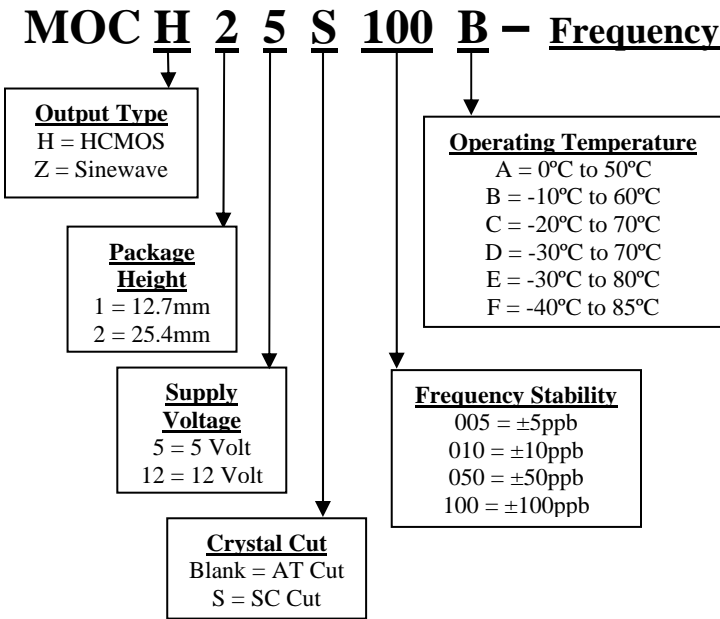 MOC H 2 5 S 100 B – Frequency
Output Type
H = HCMOS
Z = Sinewave
Package
Height
1 = 12.7mm
2 = 25.4mm
Supply
Voltage
5 = 5 Volt
12 = 12 Volt
Crystal Cut
Blank = AT Cut
S = SC Cut
Operating Temperature
A = 0ºC to 50ºC
B = -10ºC to 60ºC
C = -20ºC to 70ºC
D = -30ºC to 70ºC
E = -30ºC to 80ºC
F = -40ºC to 85ºC
Frequency Stability
005 = ±5ppb
010 = ±10ppb
050 = ±50ppb
100 = ±100ppb